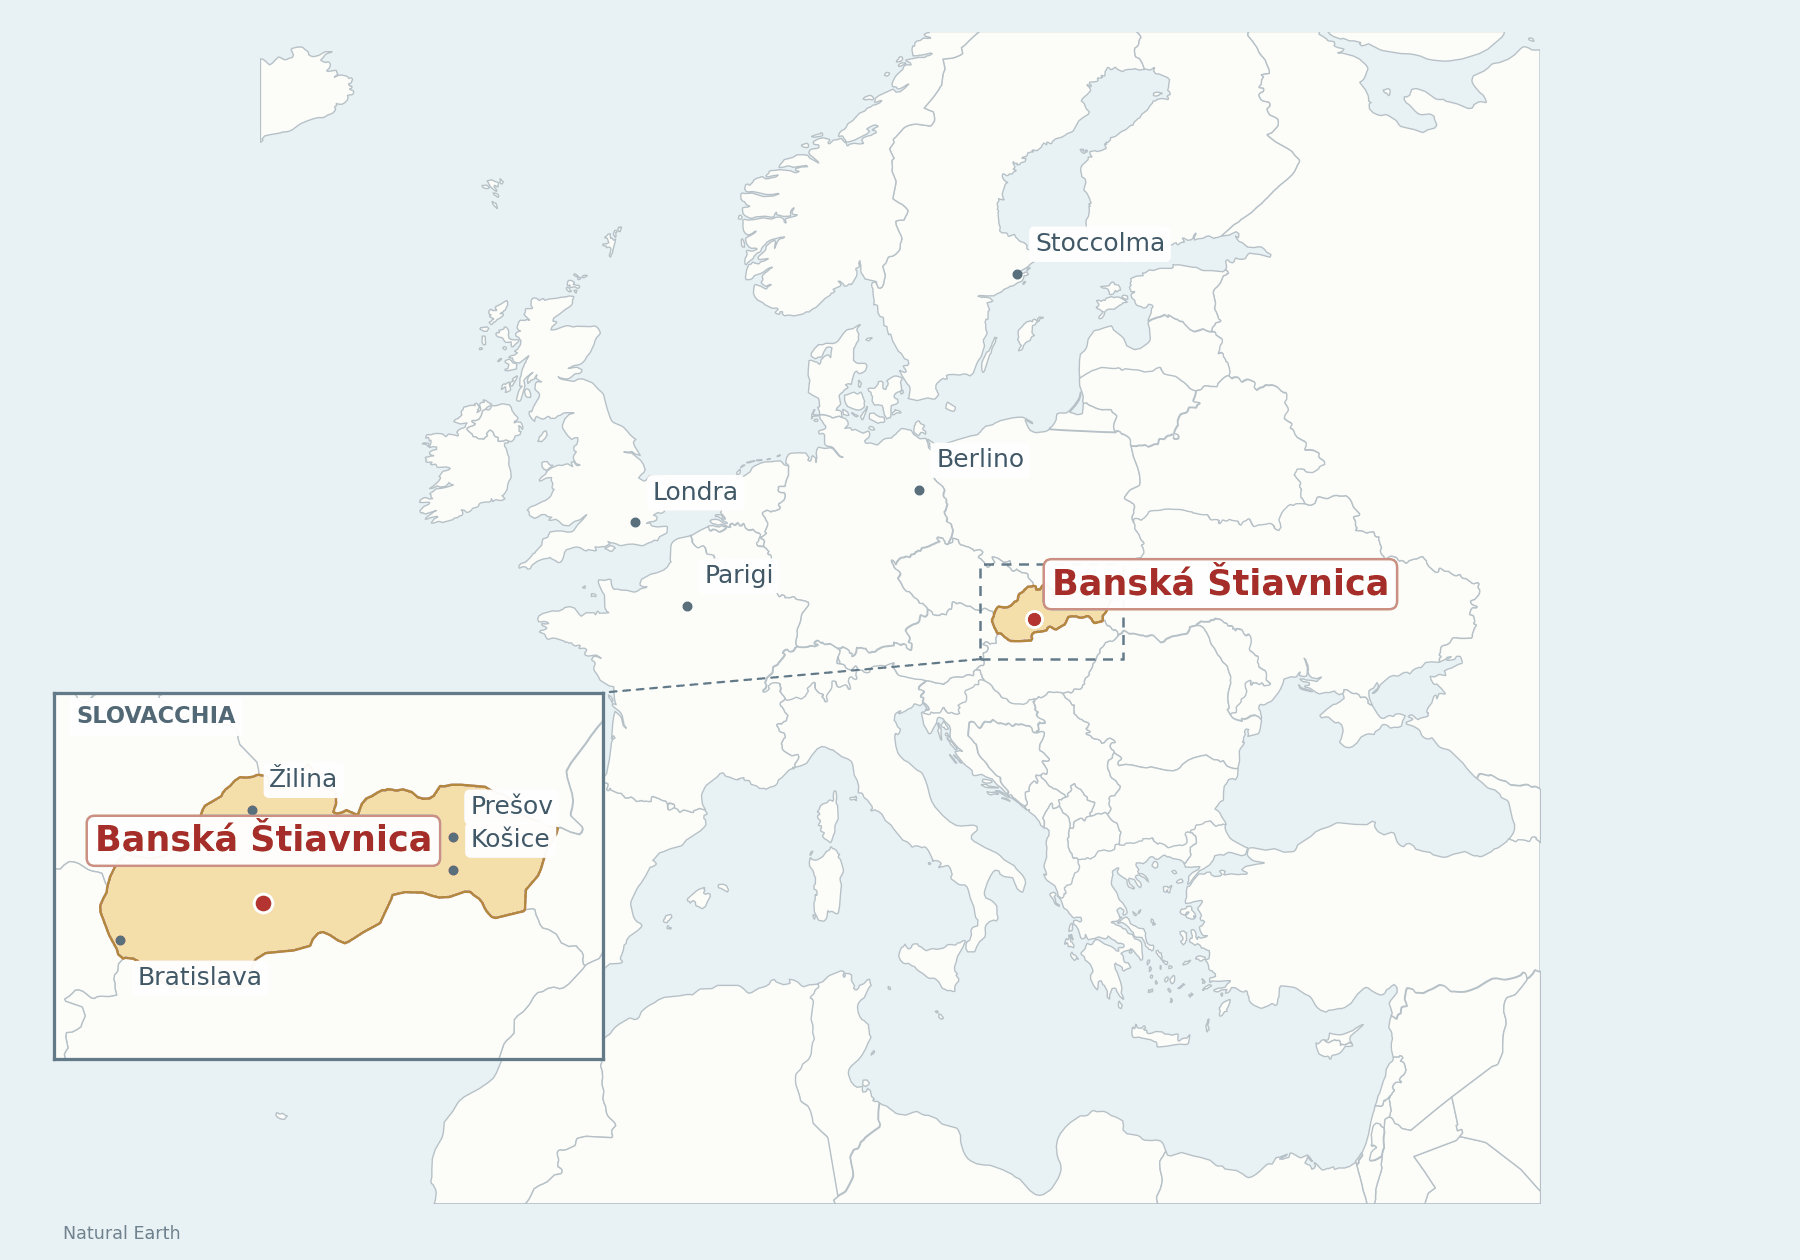 Stoccolma
Berlino
Londra
Parigi
Banská Štiavnica
SLOVACCHIA
Žilina
Prešov
Banská Štiavnica
Košice
Bratislava
Natural Earth